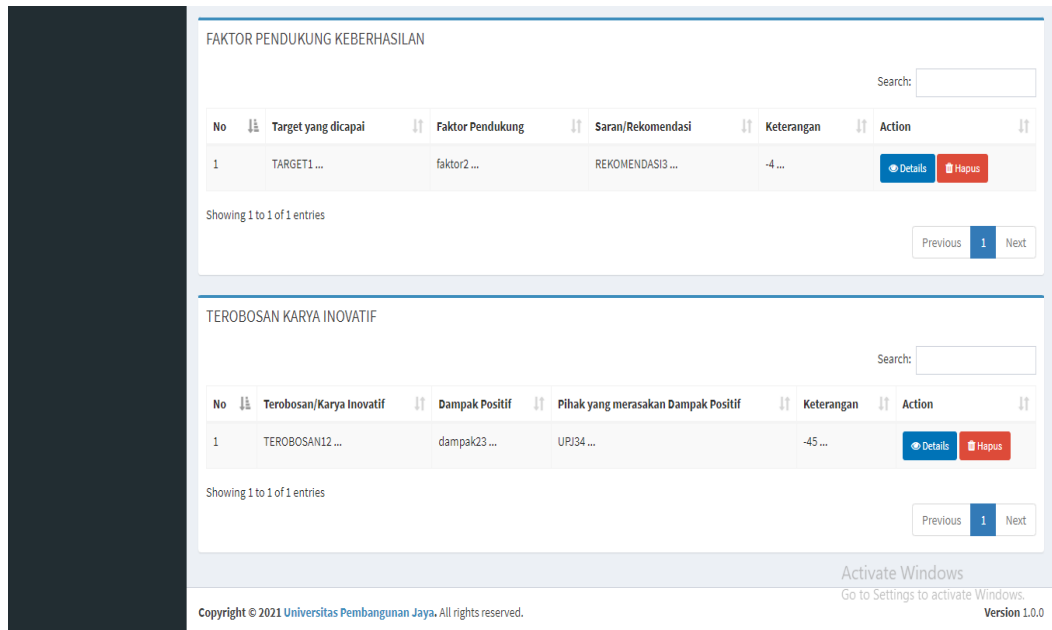 FAKTOR PENDUKUNG KEBERHASILAN
Search:
No Target yang dicapai Faktor Pendukung Saran/Rekomendasi Keterangan Action
1 TARGET1 ... faktor2 ... REKOMENDASI3 ... -4 ... Details Hapus
Showing 1 to 1 of 1 entries
Previous 1 Next
TEROBOSAN KARYA INOVATIF
Search:
No Terobosan/Karya Inovatif Dampak Positif Pihak yang merasakan Dampak Positif Keterangan Action
1 TEROBOSAN12 ... dampak23 ... UPJ34 ... -45 ... Details Hapus
Showing 1 to 1 of 1 entries
Previous 1 Next
Activate Windows
Go to Settings to activate Windows.
Copyright © 2021 Universitas Pembangunan Jaya. All rights reserved. Version 1.0.0